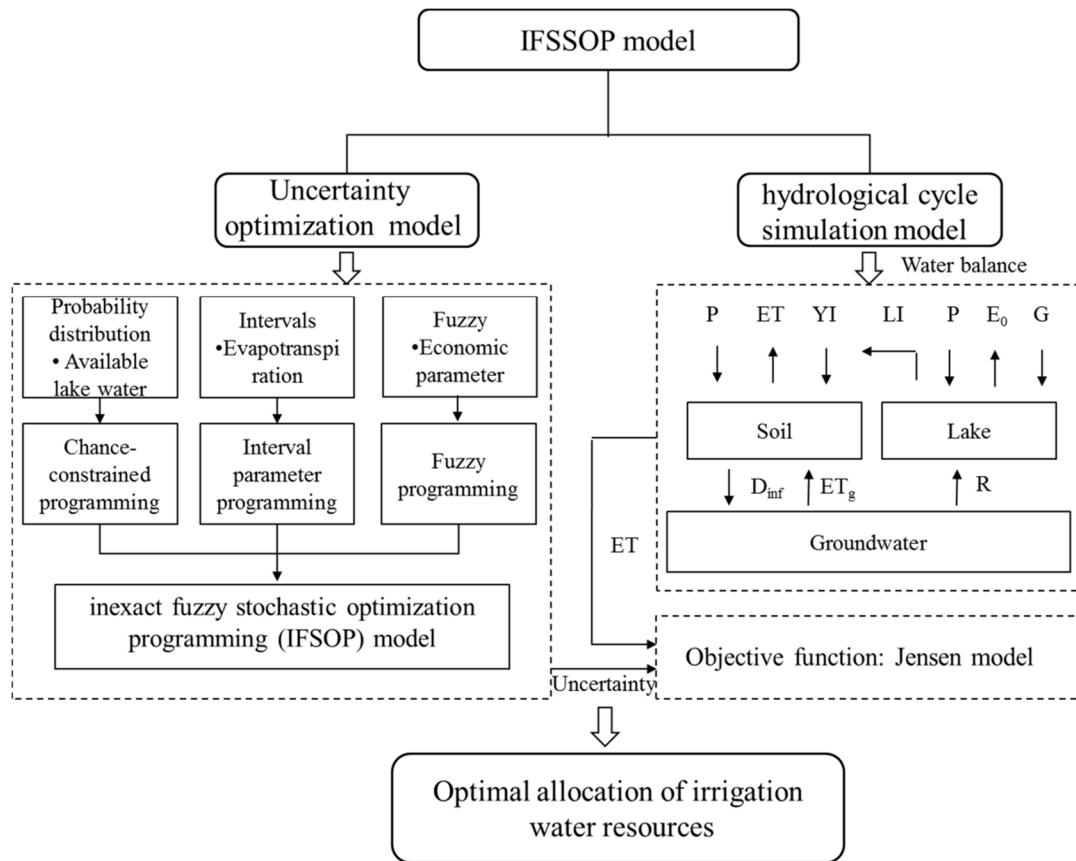 IFSSOP model
Uncertainty
optimization model
hydrological cycle
simulation model
Water balance
Probability
distribution
• Available
lake water
Intervals
•Evapotranspi
ration
Fuzzy
•Economic
parameter
Chance-
constrained
programming
Interval
parameter
programming
Fuzzy
programming
inexact fuzzy stochastic optimization
programming (IFSOP) model
P ET YI LI P E₀ G
Soil
Lake
D_inf ET_g R
Groundwater
ET
Objective function: Jensen model
Uncertainty
Optimal allocation of irrigation
water resources